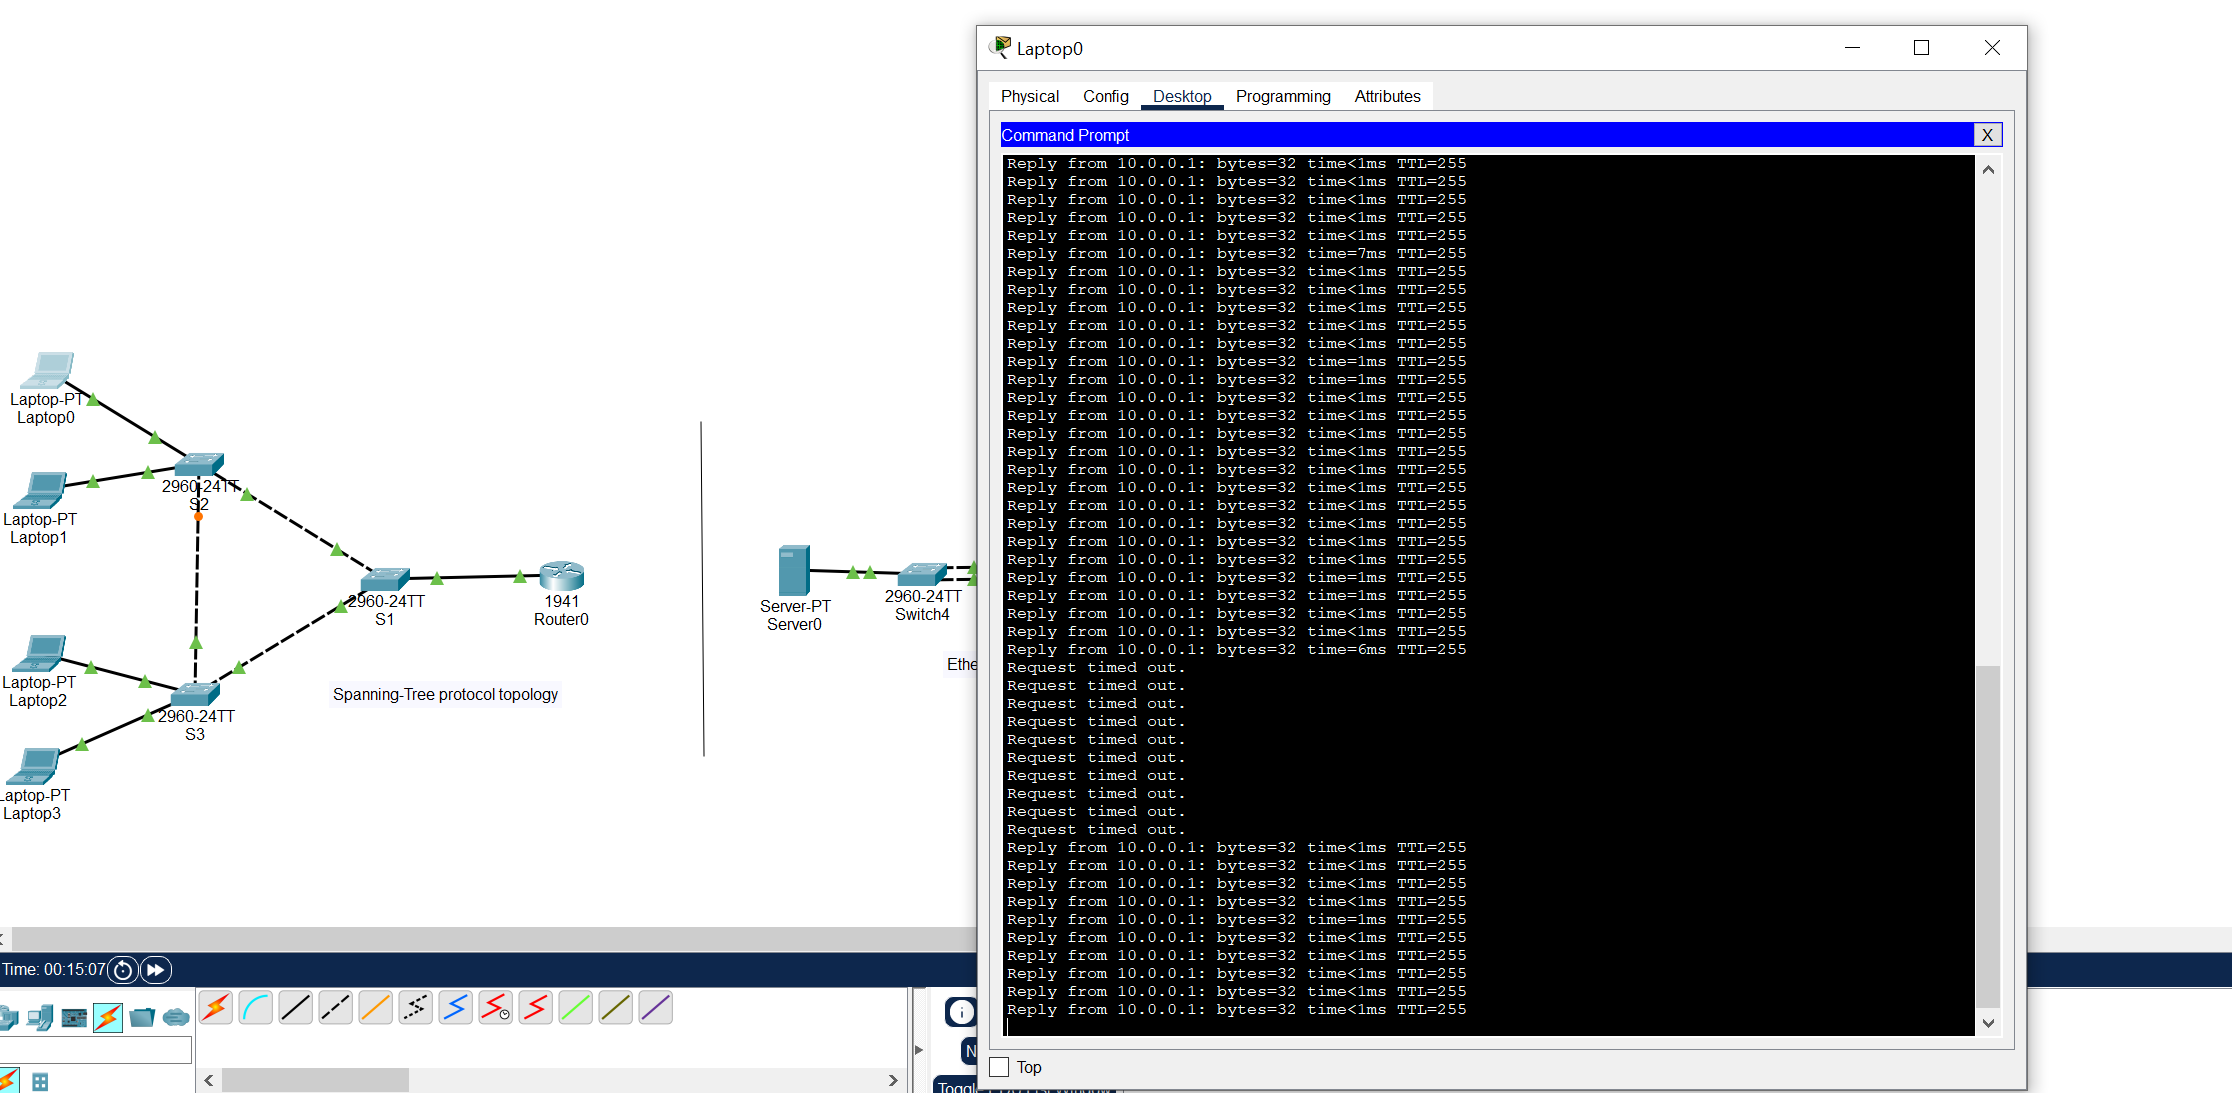 Laptop0
Physical Config Desktop Programming Attributes
Command Prompt X
Reply from 10.0.0.1: bytes=32 time<1ms TTL=255
Reply from 10.0.0.1: bytes=32 time<1ms TTL=255
Reply from 10.0.0.1: bytes=32 time<1ms TTL=255
Reply from 10.0.0.1: bytes=32 time<1ms TTL=255
Reply from 10.0.0.1: bytes=32 time<1ms TTL=255
Reply from 10.0.0.1: bytes=32 time=7ms TTL=255
Reply from 10.0.0.1: bytes=32 time<1ms TTL=255
Reply from 10.0.0.1: bytes=32 time<1ms TTL=255
Reply from 10.0.0.1: bytes=32 time<1ms TTL=255
Reply from 10.0.0.1: bytes=32 time<1ms TTL=255
Reply from 10.0.0.1: bytes=32 time<1ms TTL=255
Reply from 10.0.0.1: bytes=32 time=1ms TTL=255
Reply from 10.0.0.1: bytes=32 time=1ms TTL=255
Reply from 10.0.0.1: bytes=32 time<1ms TTL=255
Reply from 10.0.0.1: bytes=32 time<1ms TTL=255
Reply from 10.0.0.1: bytes=32 time<1ms TTL=255
Reply from 10.0.0.1: bytes=32 time<1ms TTL=255
Reply from 10.0.0.1: bytes=32 time<1ms TTL=255
Reply from 10.0.0.1: bytes=32 time<1ms TTL=255
Reply from 10.0.0.1: bytes=32 time<1ms TTL=255
Reply from 10.0.0.1: bytes=32 time<1ms TTL=255
Reply from 10.0.0.1: bytes=32 time<1ms TTL=255
Reply from 10.0.0.1: bytes=32 time<1ms TTL=255
Reply from 10.0.0.1: bytes=32 time=1ms TTL=255
Reply from 10.0.0.1: bytes=32 time=1ms TTL=255
Reply from 10.0.0.1: bytes=32 time<1ms TTL=255
Reply from 10.0.0.1: bytes=32 time<1ms TTL=255
Reply from 10.0.0.1: bytes=32 time=6ms TTL=255
Request timed out.
Request timed out.
Request timed out.
Request timed out.
Request timed out.
Request timed out.
Request timed out.
Request timed out.
Request timed out.
Request timed out.
Reply from 10.0.0.1: bytes=32 time<1ms TTL=255
Reply from 10.0.0.1: bytes=32 time<1ms TTL=255
Reply from 10.0.0.1: bytes=32 time<1ms TTL=255
Reply from 10.0.0.1: bytes=32 time<1ms TTL=255
Reply from 10.0.0.1: bytes=32 time=1ms TTL=255
Reply from 10.0.0.1: bytes=32 time<1ms TTL=255
Reply from 10.0.0.1: bytes=32 time<1ms TTL=255
Reply from 10.0.0.1: bytes=32 time<1ms TTL=255
Reply from 10.0.0.1: bytes=32 time<1ms TTL=255
Reply from 10.0.0.1: bytes=32 time<1ms TTL=255
Top
Laptop-PT
Laptop0
2960-24TT
S2
Laptop-PT
Laptop1
2960-24TT
S1
1941
Router0
Server-PT
Server0
2960-24TT
Switch4
Ethe
Laptop-PT
Laptop2
Spanning-Tree protocol topology
2960-24TT
S3
Laptop-PT
Laptop3
Time: 00:15:07
N